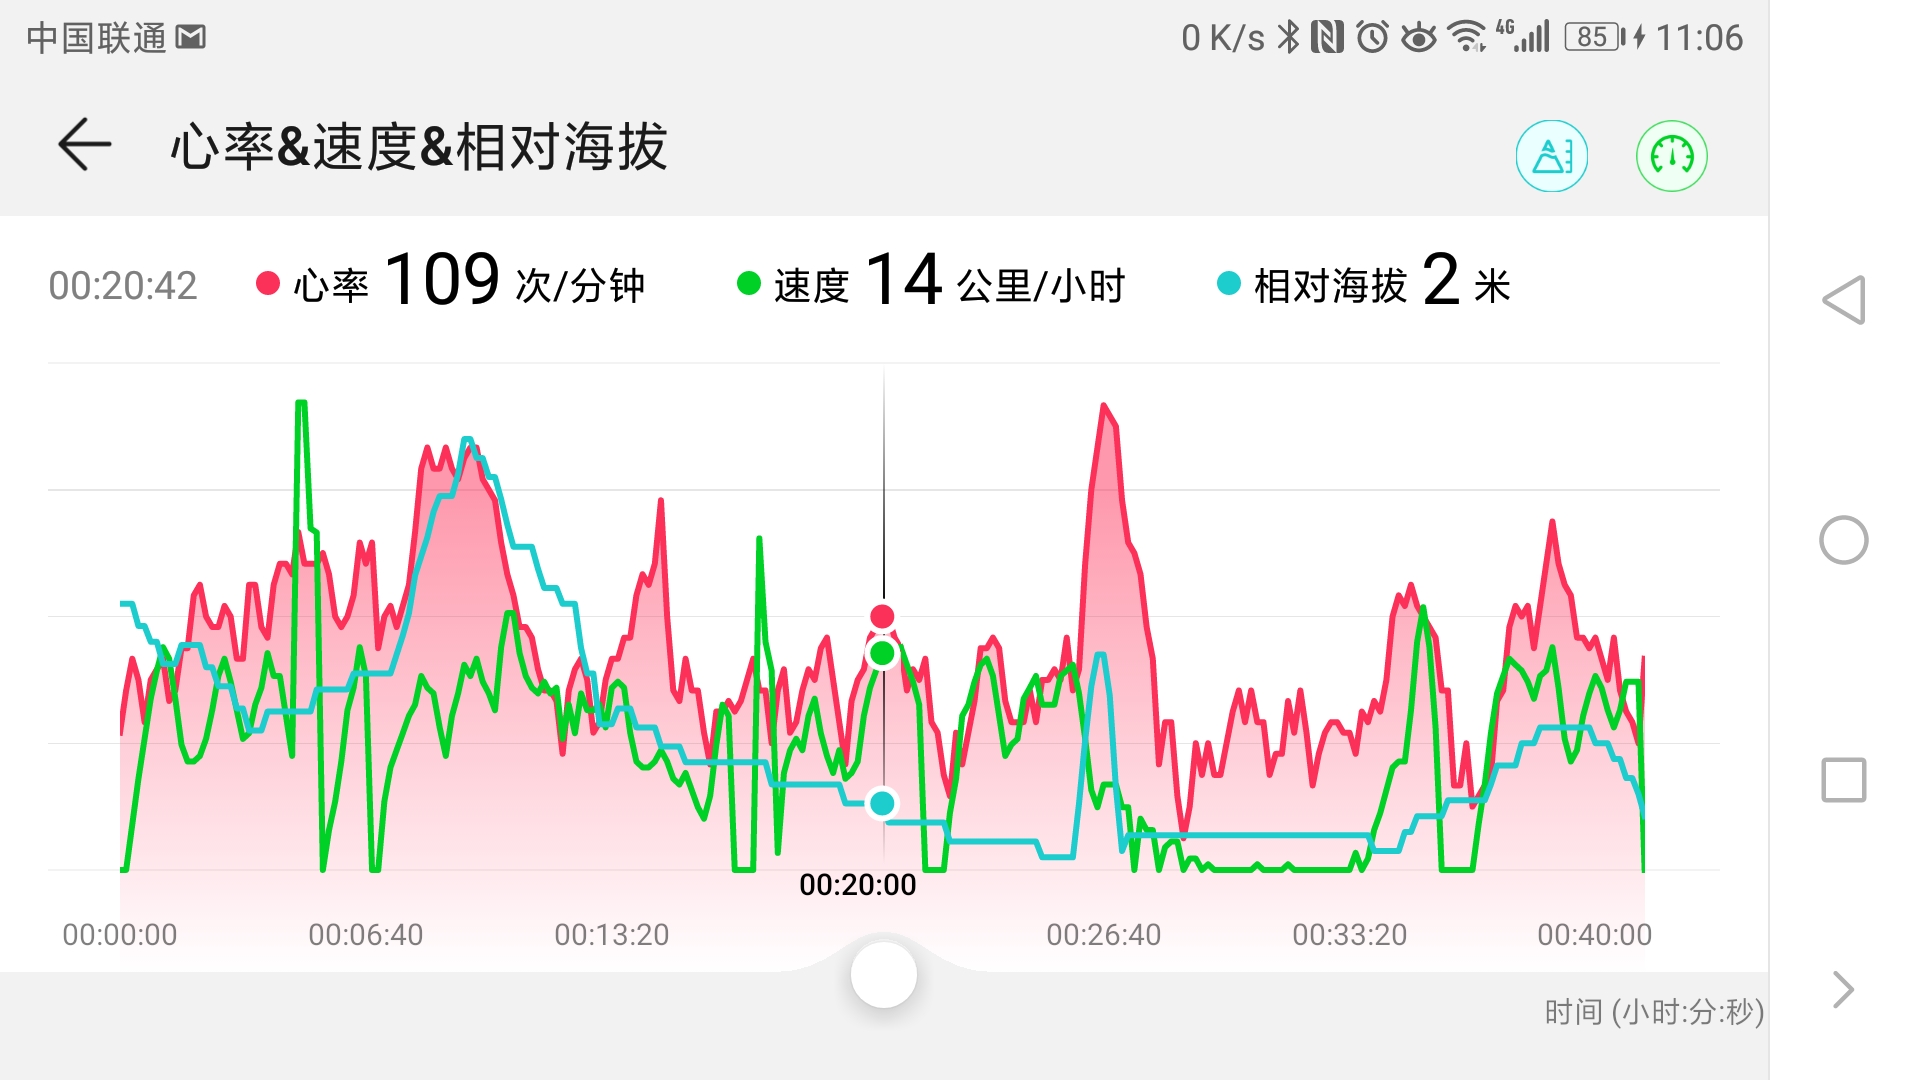 中国联通 0 K/s 4G 85 11:06
心率&速度&相对海拔
00:20:42 心率 109 次/分钟 速度 14 公里/小时 相对海拔 2 米
00:20:00
00:00:00 00:06:40 00:13:20 00:26:40 00:33:20 00:40:00
时间 (小时:分:秒)